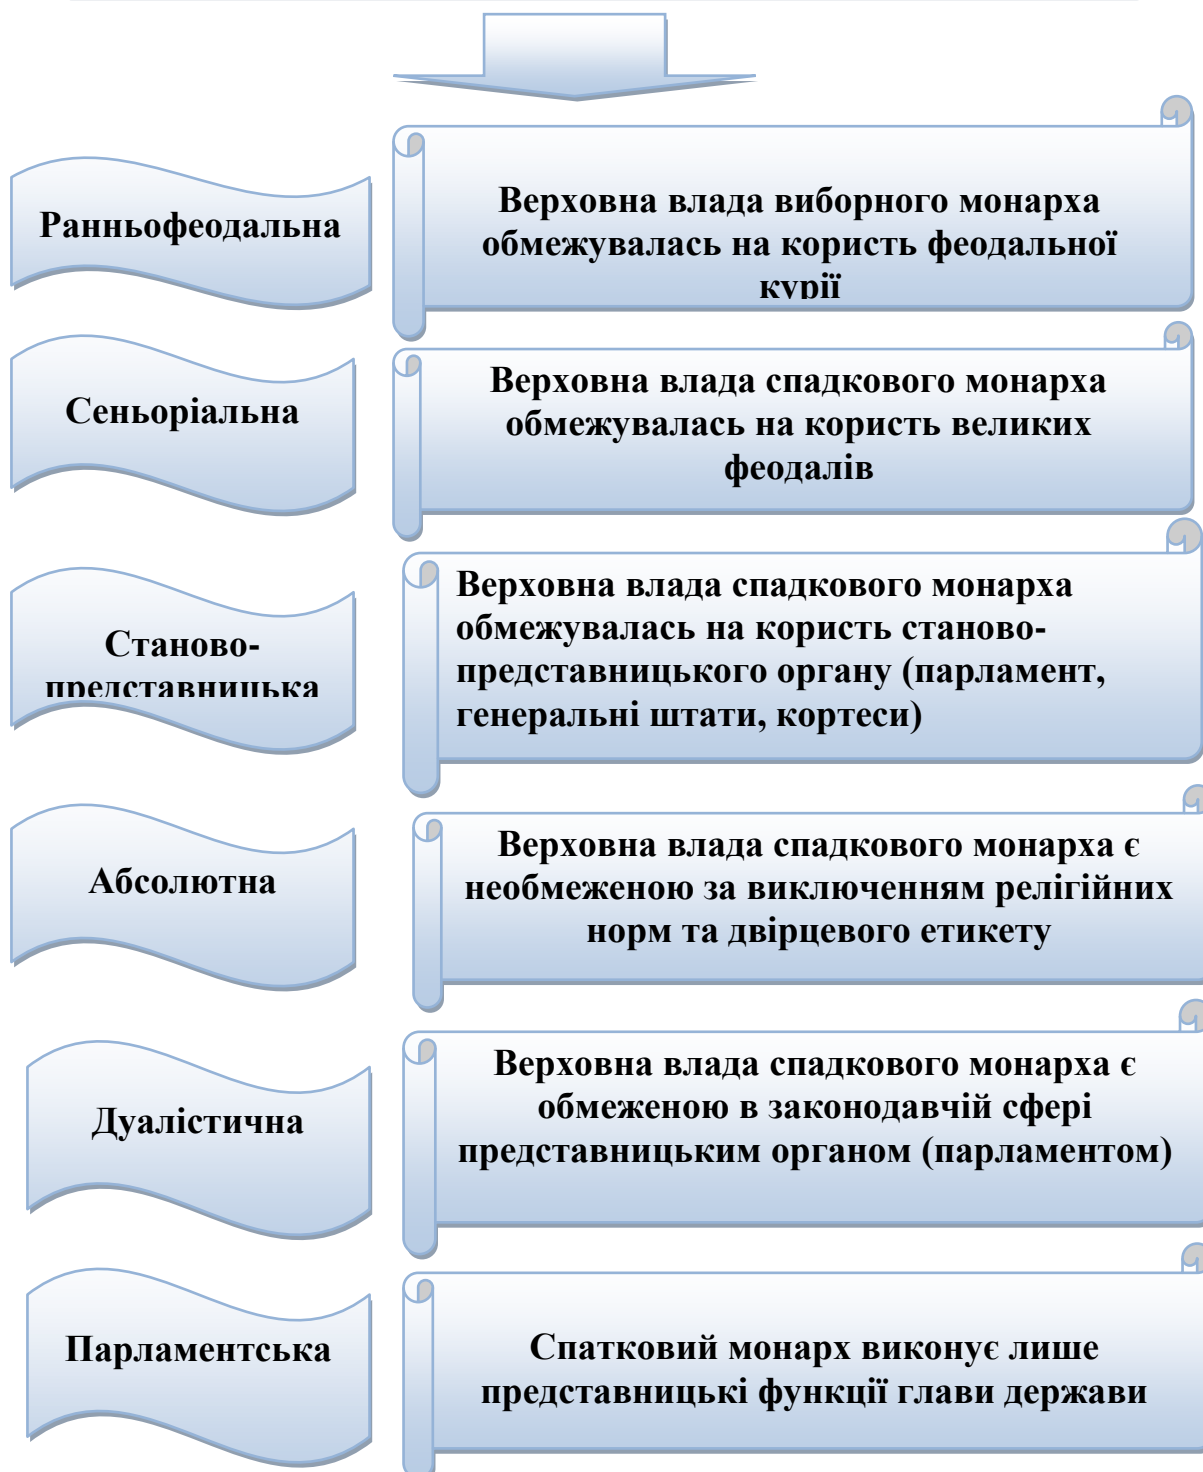 Ранньофеодальна
Верховна влада виборного монарха
обмежувалась на користь феодальної
курії
Сеньоріальна
Верховна влада спадкового монарха
обмежувалась на користь великих
феодалів
Станово-
представницька
Верховна влада спадкового монарха
обмежувалась на користь станово-
представницького органу (парламент,
генеральні штати, кортеси)
Абсолютна
Верховна влада спадкового монарха є
необмеженою за виключенням релігійних
норм та двірцевого етикету
Дуалістична
Верховна влада спадкового монарха є
обмеженою в законодавчій сфері
представницьким органом (парламентом)
Парламентська
Спатковий монарх виконує лише
представницькі функції глави держави